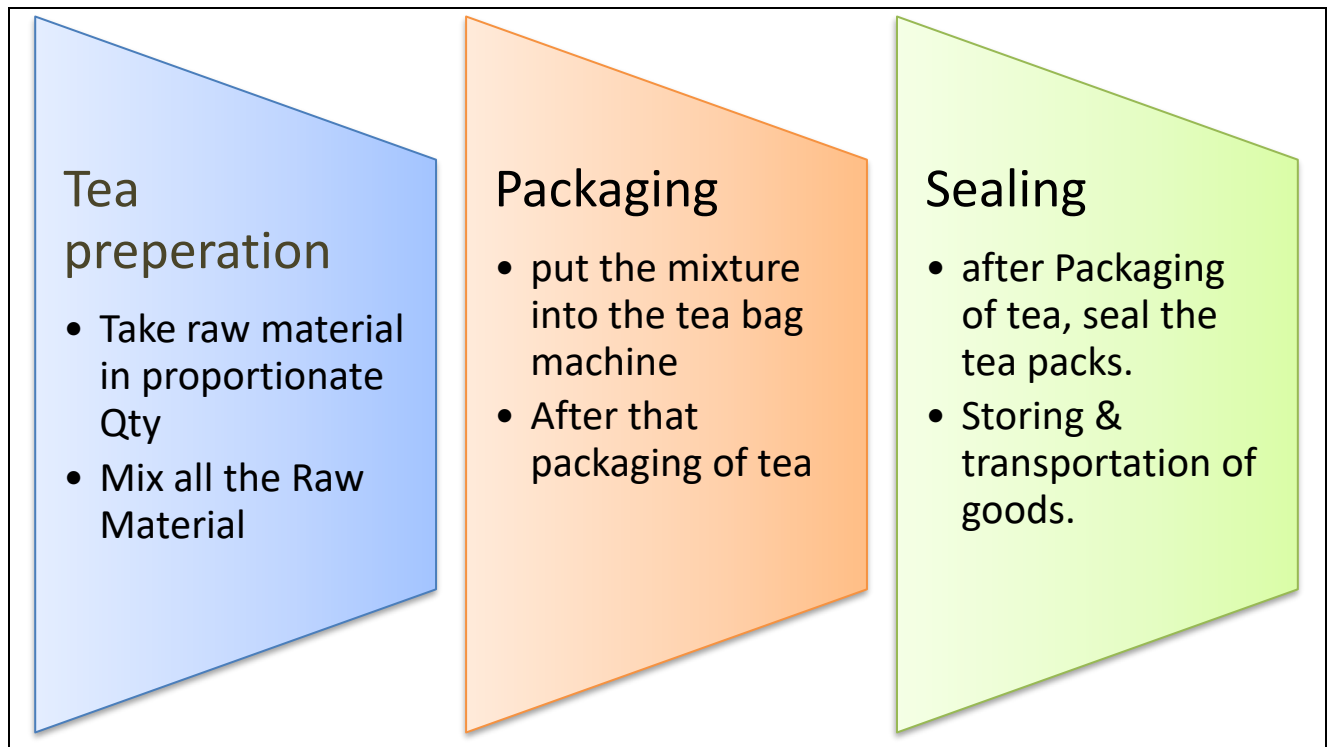 Tea
preperation
• Take raw material
in proportionate
Qty
• Mix all the Raw
Material
Packaging
• put the mixture
into the tea bag
machine
• After that
packaging of tea
Sealing
• after Packaging
of tea, seal the
tea packs.
• Storing &
transportation of
goods.